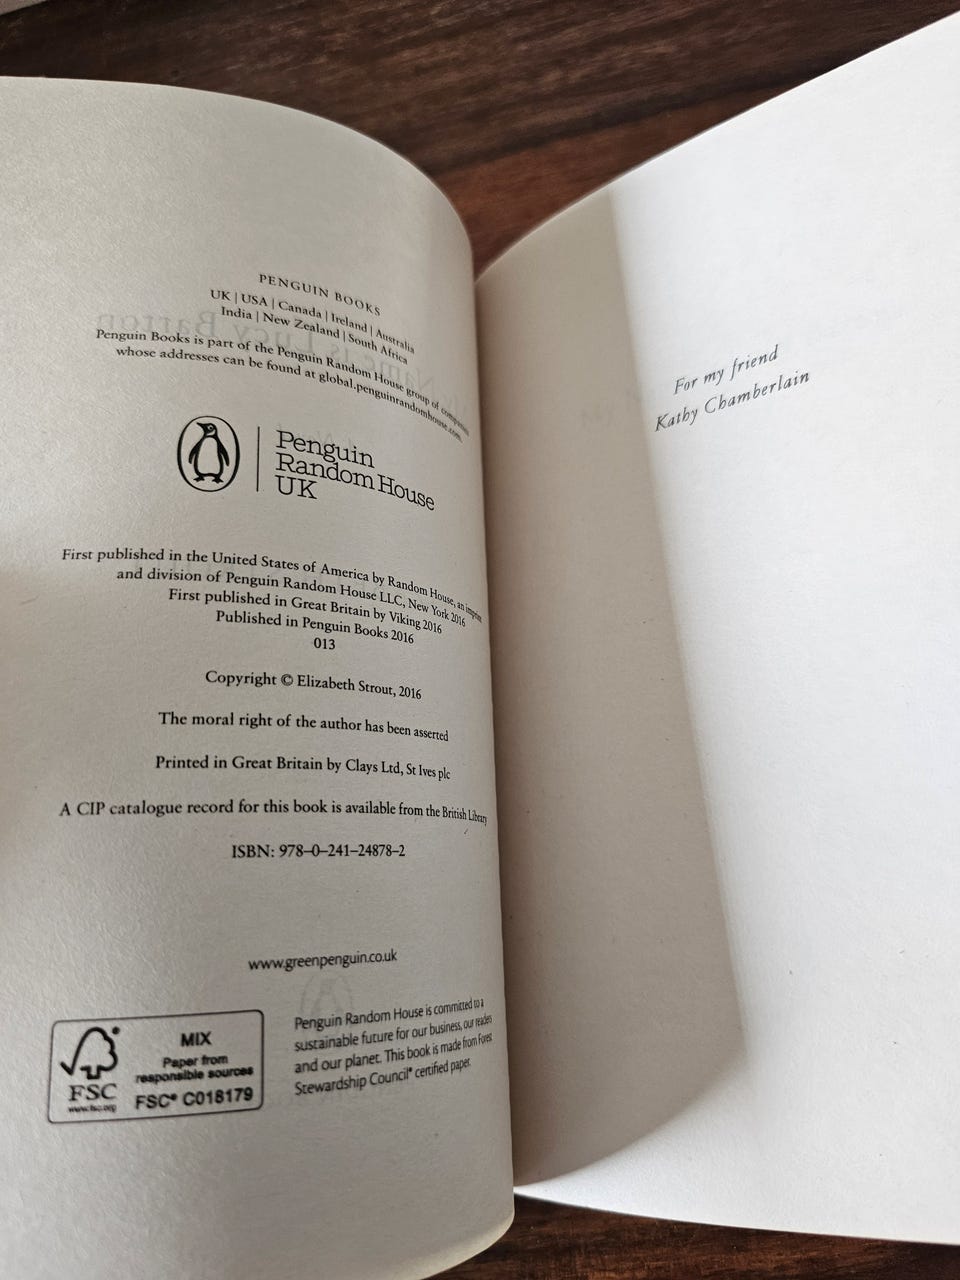 PENGUIN BOOKS
UK | USA | Canada | Ireland | Australia
India | New Zealand | South Africa
Penguin Books is part of the Penguin Random House group of companies
whose addresses can be found at global.penguinrandomhouse.com.
Penguin
Random House
UK
First published in the United States of America by Random House, an imprint
and division of Penguin Random House LLC, New York 2016
First published in Great Britain by Viking 2016
Published in Penguin Books 2016
013
Copyright © Elizabeth Strout, 2016
The moral right of the author has been asserted
Printed in Great Britain by Clays Ltd, St Ives plc
A CIP catalogue record for this book is available from the British Library
ISBN: 978–0–241–24878–2
www.greenpenguin.co.uk
FSC
www.fsc.org
MIX
Paper from
responsible sources
FSC® C018179
Penguin Random House is committed to a
sustainable future for our business, our readers
and our planet. This book is made from Forest
Stewardship Council® certified paper.
For my friend
Kathy Chamberlain